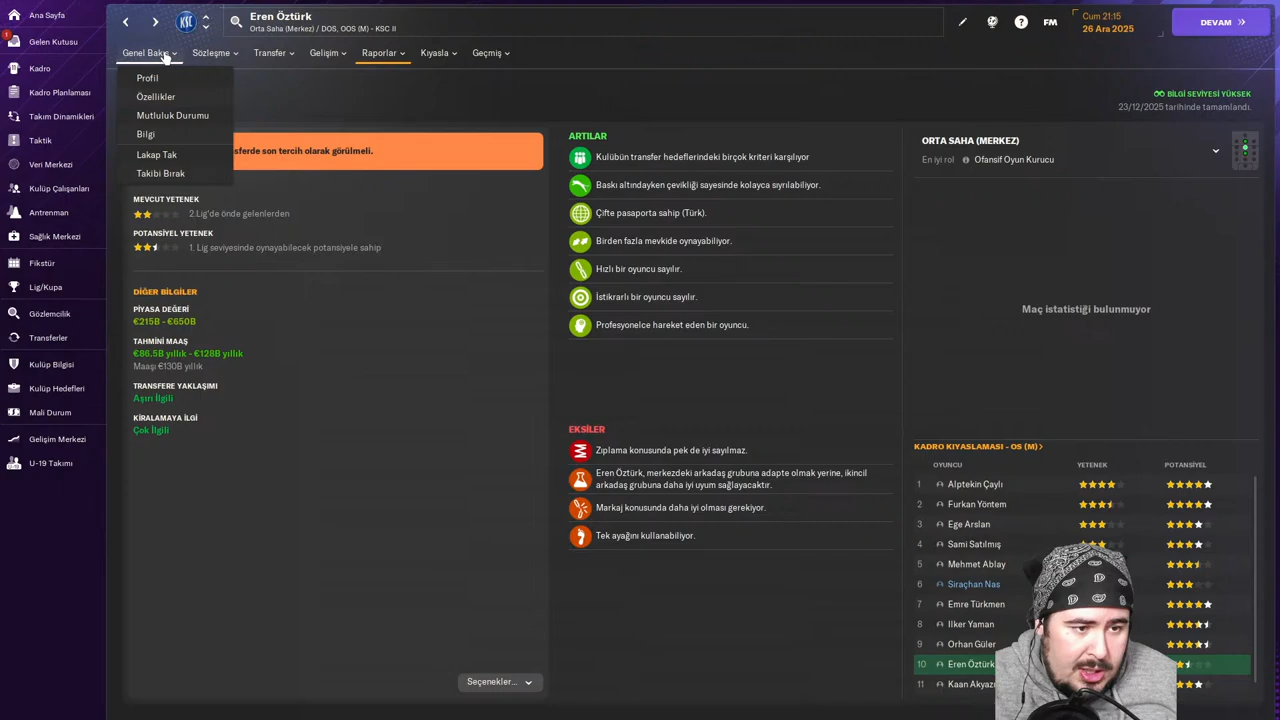 Ana Sayfa
1
Gelen Kutusu
Kadro
Kadro Planlaması
Takım Dinamikleri
Taktik
Veri Merkezi
Kulüp Çalışanları
Antrenman
Sağlık Merkezi
Fikstür
Lig/Kupa
Gözlemcilik
Transferler
Kulüp Bilgisi
Kulüp Hedefleri
Mali Durum
Gelişim Merkezi
U-19 Takımı
KSC
Eren Öztürk
Orta Saha (Merkez) / DOS, OOS (M) - KSC II
FM
Cum 21:15
26 Ara 2025
DEVAM
Genel Bakış
Sözleşme
Transfer
Gelişim
Raporlar
Kıyasla
Geçmiş
Profil
Özellikler
Mutluluk Durumu
Bilgi
Lakap Tak
Takibi Bırak
BİLGİ SEVİYESİ YÜKSEK
23/12/2025 tarihinde tamamlandı.
sferde son tercih olarak görülmeli.
MEVCUT YETENEK
2.Lig'de önde gelenlerden
POTANSİYEL YETENEK
1. Lig seviyesinde oynayabilecek potansiyele sahip
DİĞER BİLGİLER
PİYASA DEĞERİ
€215B - €650B
TAHMİNİ MAAŞ
€86,5B yıllık - €128B yıllık
Maaşı €130B yıllık
TRANSFERE YAKLAŞIMI
Aşırı İlgili
KİRALAMAYA İLGİ
Çok İlgili
Seçenekler...
ARTILAR
Kulübün transfer hedeflerindeki birçok kriteri karşılıyor
Baskı altındayken çevikliği sayesinde kolayca sıyrılabiliyor.
Çifte pasaporta sahip (Türk).
Birden fazla mevkide oynayabiliyor.
Hızlı bir oyuncu sayılır.
İstikrarlı bir oyuncu sayılır.
Profesyonelce hareket eden bir oyuncu.
EKSİLER
Zıplama konusunda pek de iyi sayılmaz.
Eren Öztürk, merkezdeki arkadaş grubuna adapte olmak yerine, ikincil
arkadaş grubuna daha iyi uyum sağlayacaktır.
Markaj konusunda daha iyi olması gerekiyor.
Tek ayağını kullanabiliyor.
ORTA SAHA (MERKEZ)
En iyi rol Ofansif Oyun Kurucu
Maç istatistiği bulunmuyor
KADRO KIYASLAMASI - OS (M)
OYUNCU YETENEK POTANSİYEL
1 Alptekin Çaylı
2 Furkan Yöntem
3 Ege Arslan
4 Sami Satılmış
5 Mehmet Ablay
6 Siraçhan Nas
7 Emre Türkmen
8 Ilker Yaman
9 Orhan Güler
10 Eren Öztürk
11 Kaan Akyazı